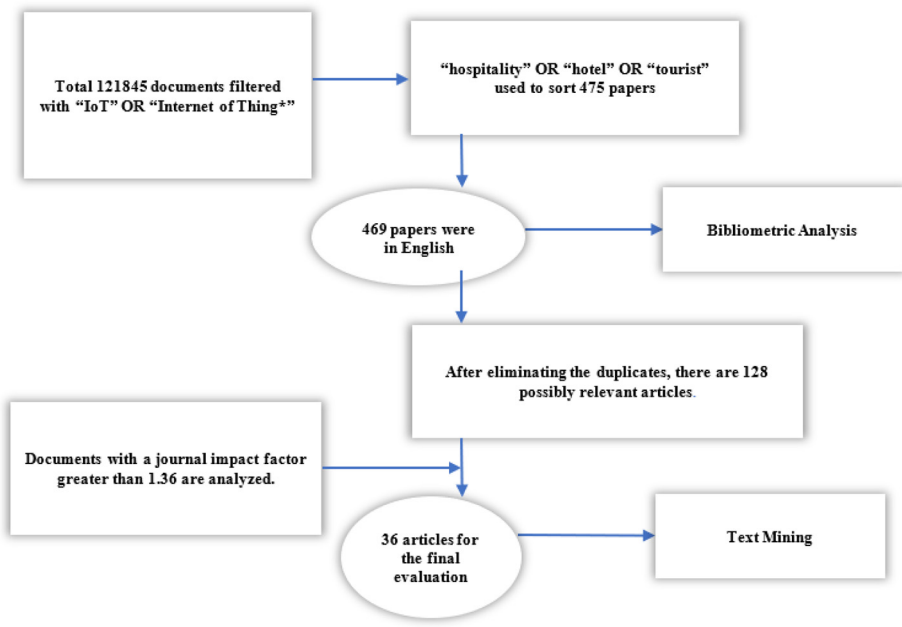 Total 121845 documents filtered
with “IoT” OR “Internet of Thing*”
“hospitality” OR “hotel” OR “tourist”
used to sort 475 papers
469 papers were
in English
Bibliometric Analysis
After eliminating the duplicates, there are 128
possibly relevant articles.
Documents with a journal impact factor
greater than 1.36 are analyzed.
36 articles for
the final
evaluation
Text Mining